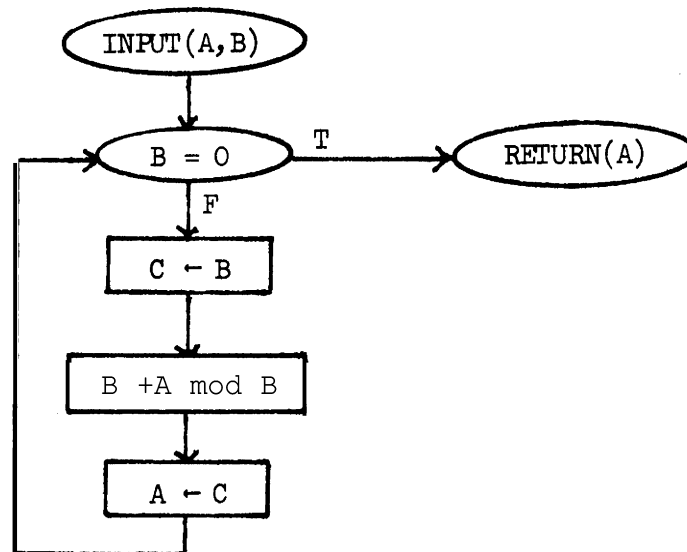 INPUT(A,B)
B = 0
T
RETURN(A)
F
C ← B
B +A mod B
A ← C